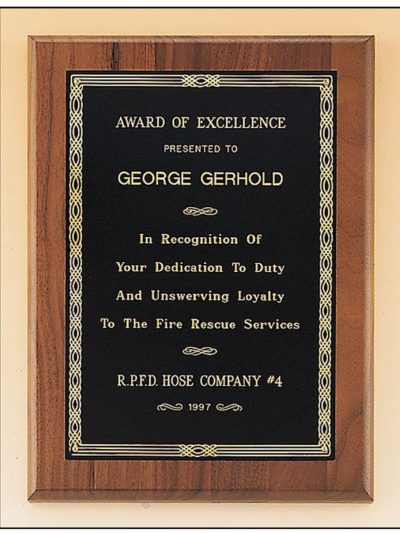 AWARD OF EXCELLENCE
PRESENTED TO
GEORGE GERHOLD
In Recognition Of
Your Dedication To Duty
And Unswerving Loyalty
To The Fire Rescue Services
R.P.F.D. HOSE COMPANY #4
1997